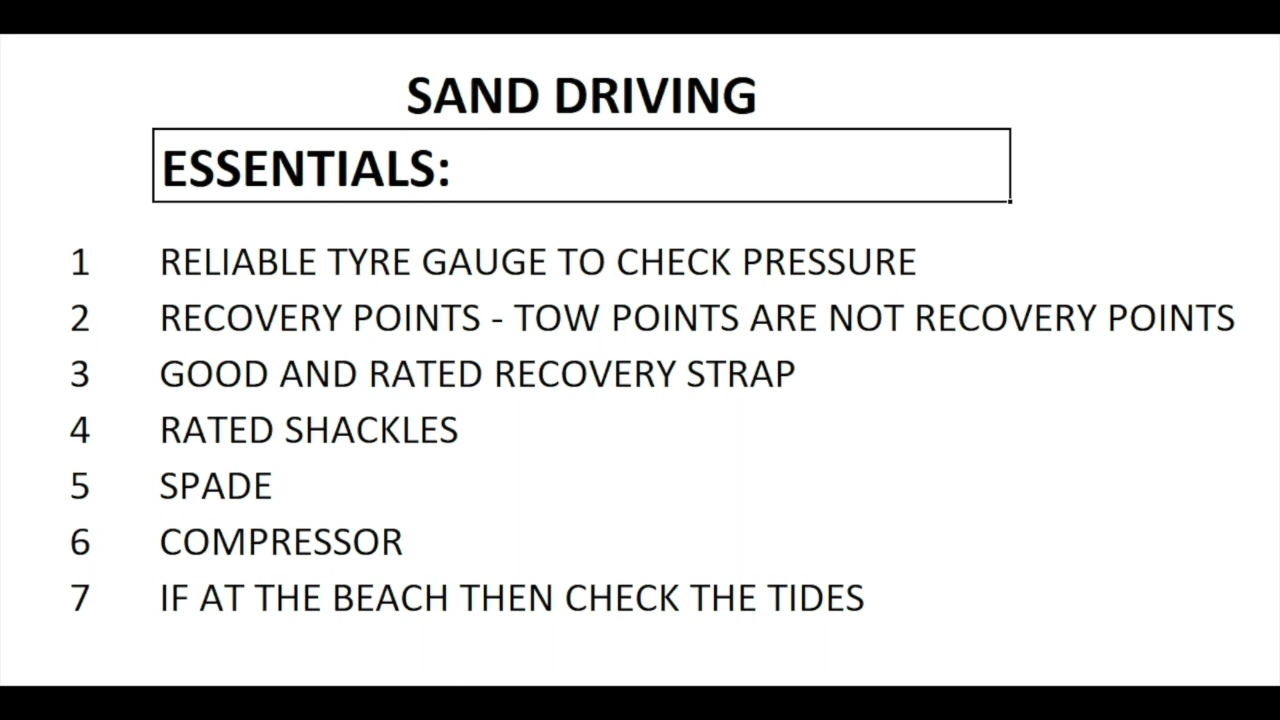 SAND DRIVING
ESSENTIALS:
1 RELIABLE TYRE GAUGE TO CHECK PRESSURE
2 RECOVERY POINTS - TOW POINTS ARE NOT RECOVERY POINTS
3 GOOD AND RATED RECOVERY STRAP
4 RATED SHACKLES
5 SPADE
6 COMPRESSOR
7 IF AT THE BEACH THEN CHECK THE TIDES